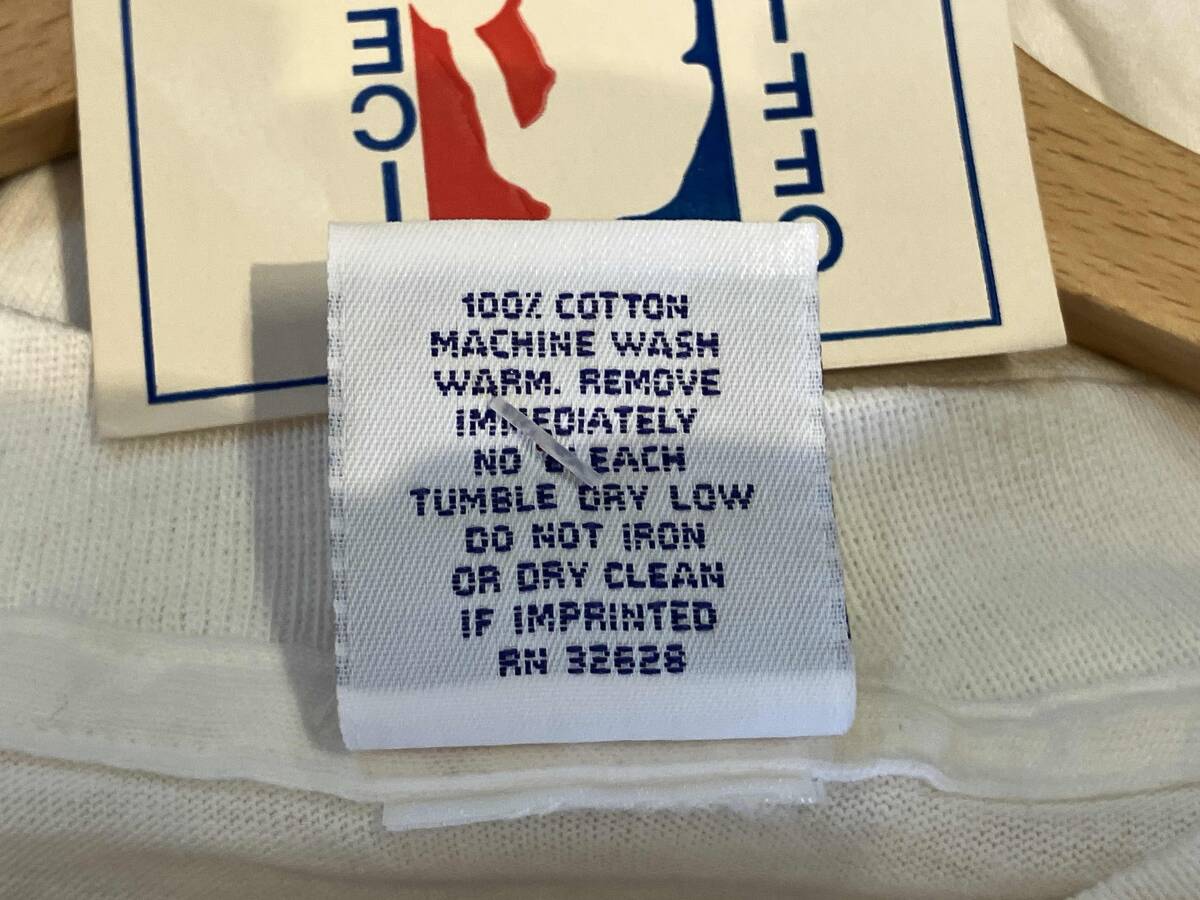 100% COTTON
MACHINE WASH
WARM. REMOVE
IMMEDIATELY
NO BLEACH
TUMBLE DRY LOW
DO NOT IRON
OR DRY CLEAN
IF IMPRINTED
RN 32628